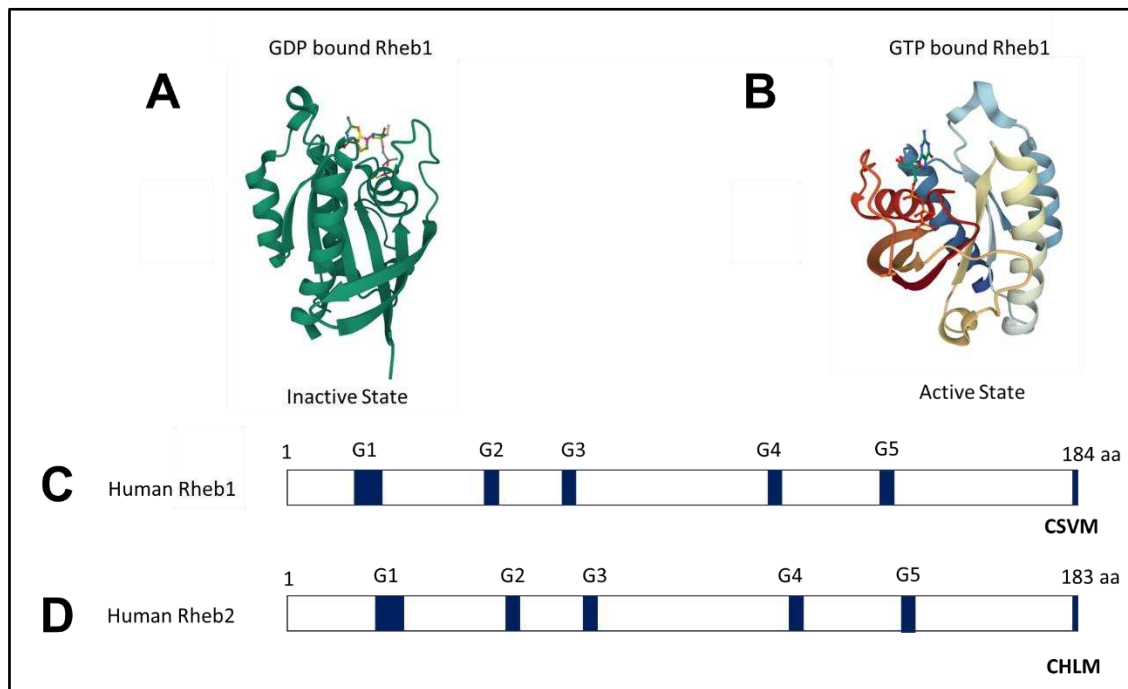 GDP bound Rheb1
GTP bound Rheb1
A
B
Inactive State
Active State
1 G1 G2 G3 G4 G5 184 aa
C Human Rheb1
CSVM
1 G1 G2 G3 G4 G5 183 aa
D Human Rheb2
CHLM